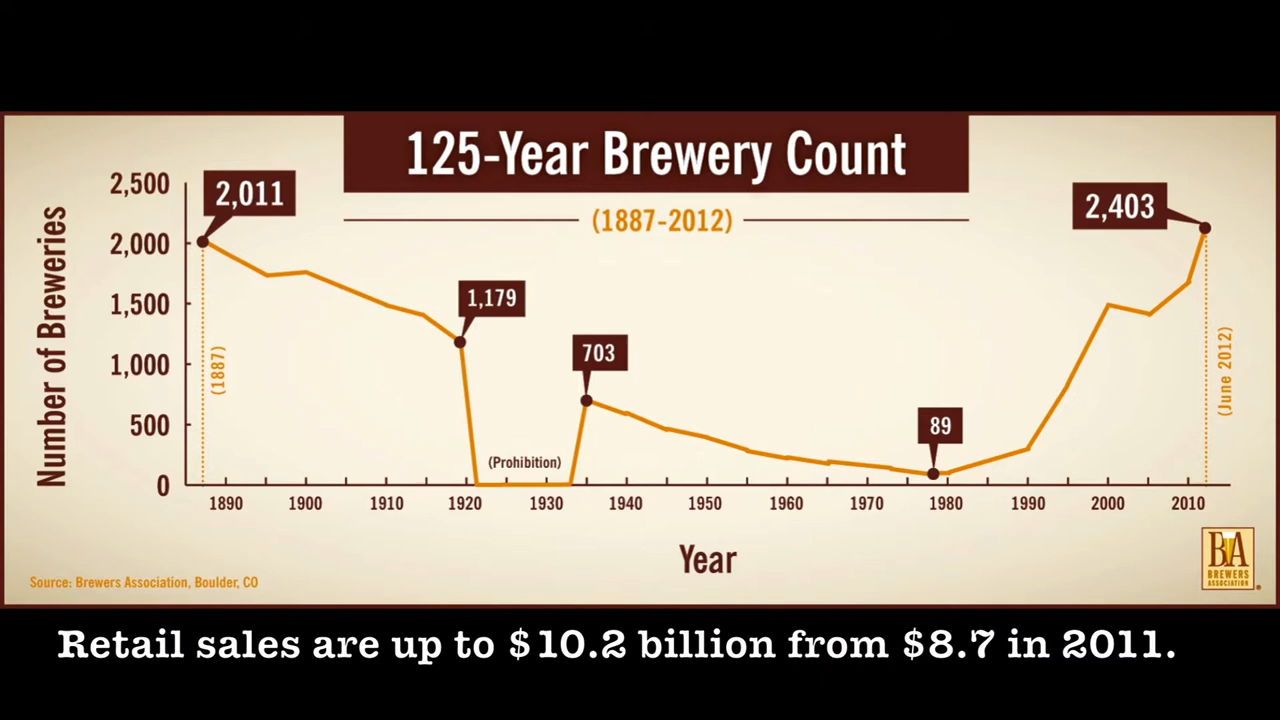 125-Year Brewery Count
(1887-2012)
Number of Breweries
2,500
2,000
1,500
1,000
500
0
2,011
1,179
703
89
2,403
(1887)
(Prohibition)
(June 2012)
1890 1900 1910 1920 1930 1940 1950 1960 1970 1980 1990 2000 2010
Year
Source: Brewers Association, Boulder, CO
BA
BREWERS
ASSOCIATION
®
Retail sales are up to $10.2 billion from $8.7 in 2011.